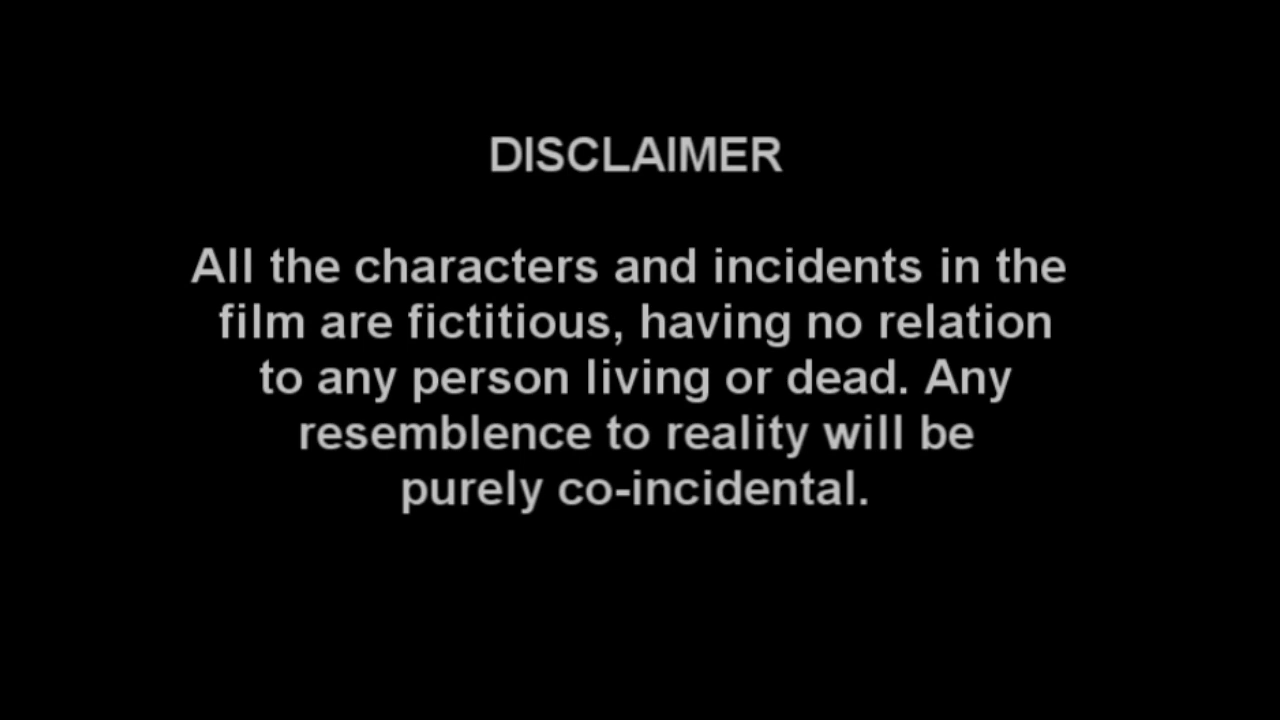 DISCLAIMER
All the characters and incidents in the
film are fictitious, having no relation
to any person living or dead. Any
resemblence to reality will be
purely co-incidental.